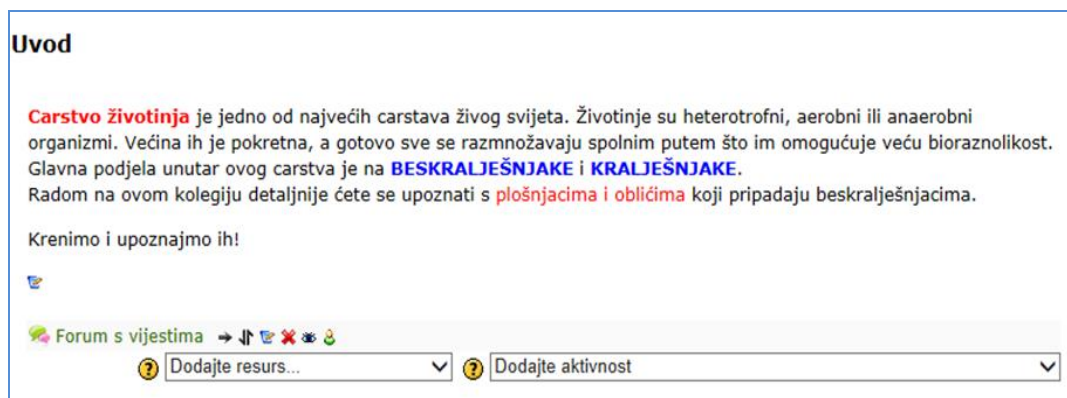 Uvod
Carstvo životinja je jedno od najvećih carstava živog svijeta. Životinje su heterotrofni, aerobni ili anaerobni
organizmi. Većina ih je pokretna, a gotovo sve se razmnožavaju spolnim putem što im omogućuje veću bioraznolikost.
Glavna podjela unutar ovog carstva je na BESKRALJEŠNJAKE i KRALJEŠNJAKE.
Radom na ovom kolegiju detaljnije ćete se upoznati s plošnjacima i oblićima koji pripadaju beskralješnjacima.
Krenimo i upoznajmo ih!
Forum s vijestima
Dodajte resurs... Dodajte aktivnost